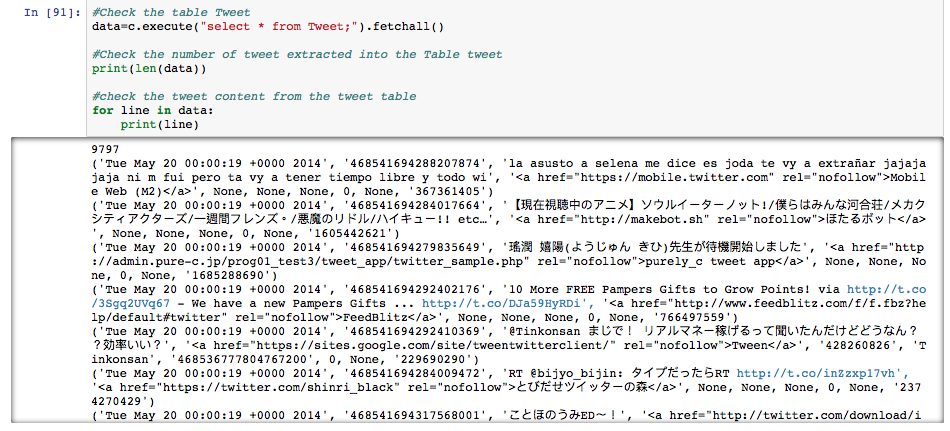 In [91]: #Check the table Tweet
data=c.execute("select * from Tweet;").fetchall()
#Check the number of tweet extracted into the Table tweet
print(len(data))
#check the tweet content from the tweet table
for line in data:
print(line)
9797
('Tue May 20 00:00:19 +0000 2014', '468541694288207874', 'la asusto a selena me dice es joda te vy a extrañar jajaja
jaja ni m fui pero ta vy a tener tiempo libre y todo wi', '<a href="https://mobile.twitter.com" rel="nofollow">Mobil
e Web (M2)</a>', None, None, None, 0, None, '367361405')
('Tue May 20 00:00:19 +0000 2014', '468541694284017664', '【現在視聴中のアニメ】ソウルイーターノット!/僕らはみんな河合荘/メカク
シティアクターズ/一週間フレンズ。/悪魔のリドル/ハイキュー!! etc…', '<a href="http://makebot.sh" rel="nofollow">ほたるボット</a>
', None, None, None, 0, None, '1605442621')
('Tue May 20 00:00:19 +0000 2014', '468541694279835649', '瑤潤 嬉陽(ようじゅん きひ)先生が待機開始しました', '<a href="http
://admin.pure-c.jp/prog01_test3/tweet_app/twitter_sample.php" rel="nofollow">purely_c tweet app</a>', None, None, No
ne, 0, None, '1685288690')
('Tue May 20 00:00:19 +0000 2014', '468541694292402176', '10 More FREE Pampers Gifts to Grow Points! via http://t.co
/3Sgq2UVq67 - We have a new Pampers Gifts ... http://t.co/DJa59HyRDi', '<a href="http://www.feedblitz.com/f/f.fbz?he
lp/default#twitter" rel="nofollow">FeedBlitz</a>', None, None, None, 0, None, '766497559')
('Tue May 20 00:00:19 +0000 2014', '468541694292410369', '@Tinkonsan まじで！ リアルマネー稼げるって聞いたんだけどどうなん？
？効率いい？', '<a href="https://sites.google.com/site/tweentwitterclient/" rel="nofollow">Tween</a>', '428260826', 'T
inkonsan', '468536777804767200', 0, None, '229690290')
('Tue May 20 00:00:19 +0000 2014', '468541694284009472', 'RT @bijyo_bijin: タイプだったらRT http://t.co/inZzxp17vh',
'<a href="https://twitter.com/shinri_black" rel="nofollow">とびだせツイッターの森</a>', None, None, None, 0, None, '237
4270429')
('Tue May 20 00:00:19 +0000 2014', '468541694317568001', 'ことほのうみED～！', '<a href="http://twitter.com/download/i